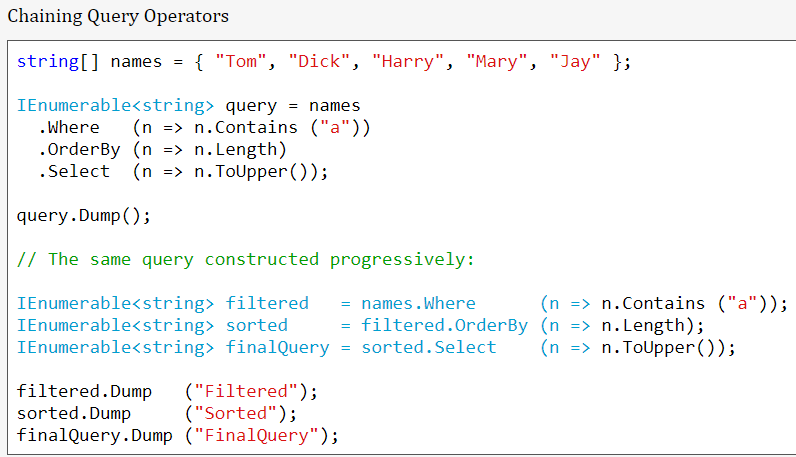 Chaining Query Operators
string[] names = { "Tom", "Dick", "Harry", "Mary", "Jay" };
IEnumerable<string> query = names
.Where   (n => n.Contains ("a"))
.OrderBy (n => n.Length)
.Select  (n => n.ToUpper());
query.Dump();
// The same query constructed progressively:
IEnumerable<string> filtered   = names.Where      (n => n.Contains ("a"));
IEnumerable<string> sorted     = filtered.OrderBy (n => n.Length);
IEnumerable<string> finalQuery = sorted.Select    (n => n.ToUpper());
filtered.Dump   ("Filtered");
sorted.Dump     ("Sorted");
finalQuery.Dump ("FinalQuery");